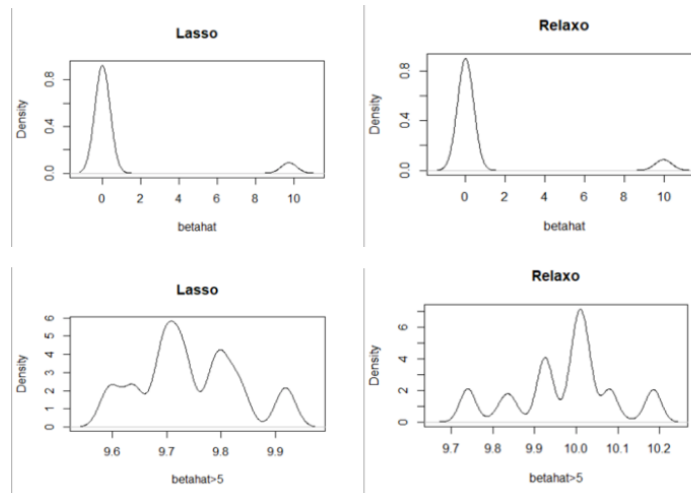 Lasso
Density
0.0 0.4 0.8
0 2 4 6 8 10
betahat
Relaxo
Density
0.0 0.4 0.8
0 2 4 6 8 10
betahat
Lasso
Density
0 1 2 3 4 5 6
9.6 9.7 9.8 9.9
betahat>5
Relaxo
Density
0 2 4 6
9.7 9.8 9.9 10.0 10.1 10.2
betahat>5